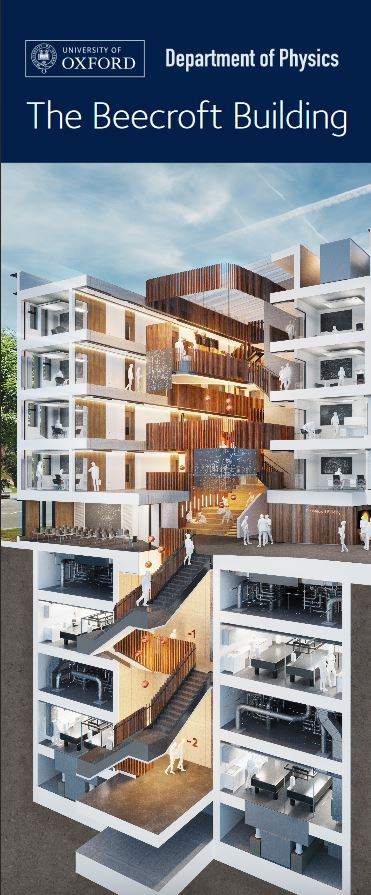 UNIVERSITY OF
OXFORD
Department of Physics
The Beecroft Building
-1
-2